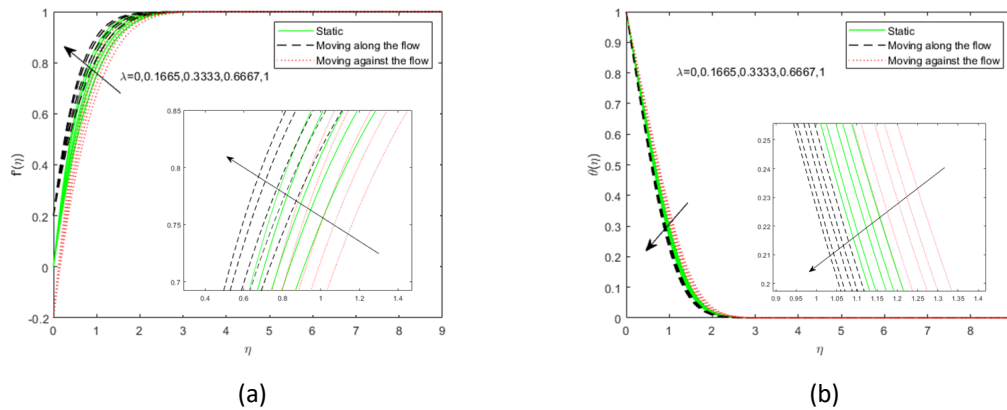 Static
Moving along the flow
Moving against the flow
λ=0,0.1665,0.3333,0.6667,1
f'(η)
1
0.8
0.6
0.4
0.2
0
-0.2
0 1 2 3 4 5 6 7 8 9
η
0.85
0.8
0.75
0.7
0.4 0.6 0.8 1 1.2 1.4
(a)
Static
Moving along the flow
Moving against the flow
λ=0,0.1665,0.3333,0.6667,1
θ(η)
1
0.9
0.8
0.7
0.6
0.5
0.4
0.3
0.2
0.1
0
0 1 2 3 4 5 6 7 8
η
0.25
0.24
0.23
0.22
0.21
0.2
0.9 0.95 1 1.05 1.1 1.15 1.2 1.25 1.3 1.35 1.4
(b)